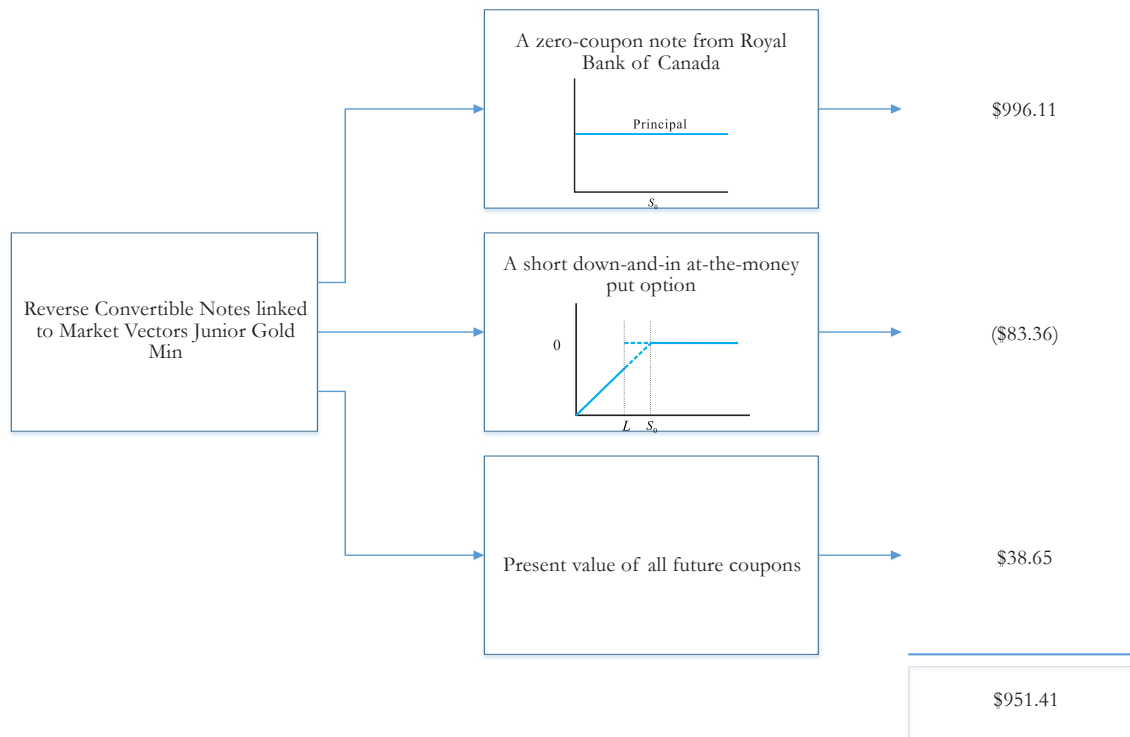 A zero-coupon note from Royal
Bank of Canada
Principal
S₀
$996.11
Reverse Convertible Notes linked
to Market Vectors Junior Gold
Min
A short down-and-in at-the-money
put option
0
L S₀
($83.36)
Present value of all future coupons
$38.65
$951.41